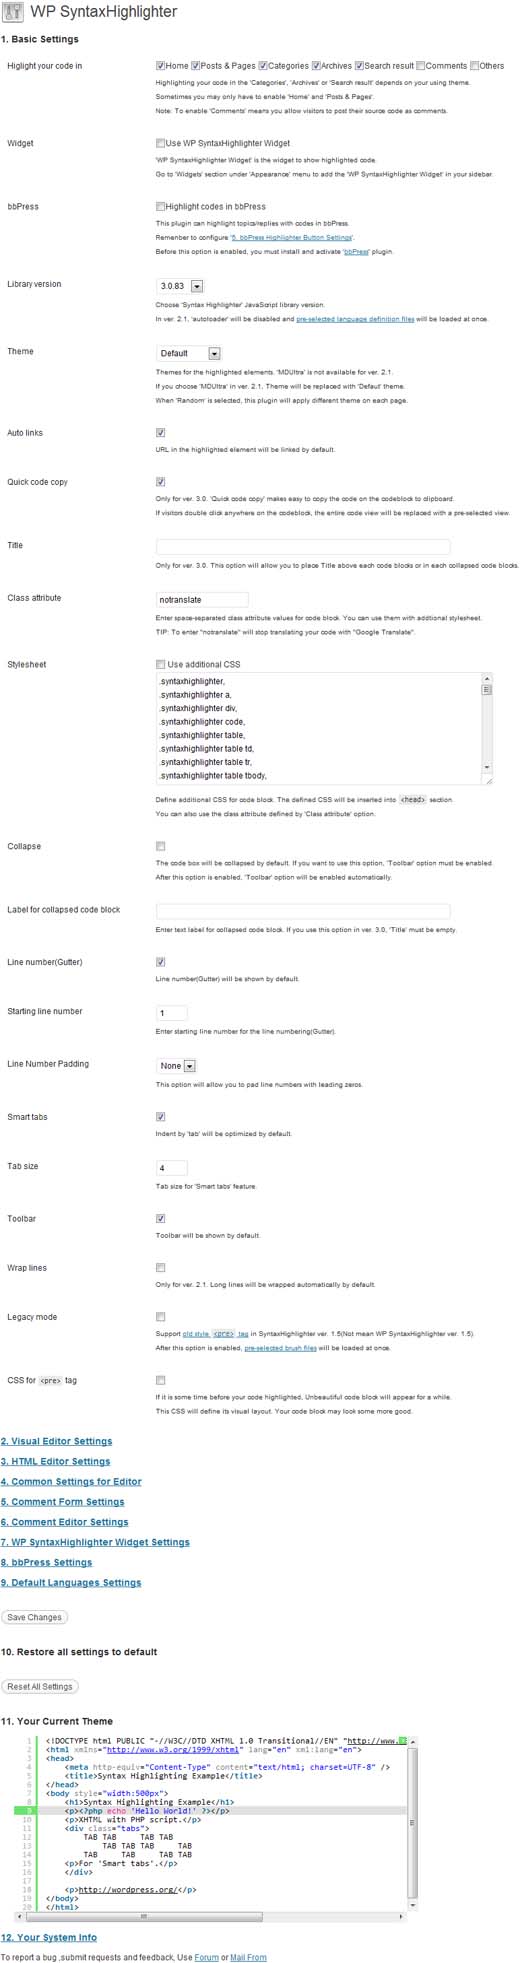 WP SyntaxHighlighter
1. Basic Settings
Higlight your code in
Home Posts & Pages Categories Archives Search result Comments Others
Highlighting your code in the 'Categories', 'Archives' or 'Search result' depends on your using theme.
Sometimes you may only have to enable 'Home' and 'Posts & Pages'.
Note: To enable 'Comments' means you allow visitors to post their source code as comments.
Widget
Use WP SyntaxHighlighter Widget
'WP SyntaxHighlighter Widget' is the widget to show highlighted code.
Go to 'Widgets' section under 'Appearance' menu to add the 'WP SyntaxHighlighter Widget' in your sidebar.
bbPress
Highlight codes in bbPress
This plugin can highlight topics/replies with codes in bbPress.
Remenber to configure '5. bbPress Highlighter Button Settings'.
Before this option is enabled, you must install and activate 'bbPress' plugin.
Library version
3.0.83
Choose 'Syntax Highlighter' JavaScript library version.
In ver. 2.1, 'autoloader' will be disabled and pre-selected language definition files will be loaded at once.
Theme
Default
Themes for the highlighted elements. 'MDUltra' is not available for ver. 2.1.
If you choose 'MDUltra' in ver. 2.1, Theme will be replaced with 'Defaut' theme.
When 'Random' is selected, this plugin will apply different theme on each page.
Auto links
URL in the highlighted element will be linked by default.
Quick code copy
Only for ver. 3.0. 'Quick code copy' makes easy to copy the code on the codeblock to clipboard.
If visitors double click anywhere on the codeblock, the entire code view will be replaced with a pre-selected view.
Title
Only for ver. 3.0. This option will allow you to place Title above each code blocks or in each collapsed code blocks.
Class attribute
notranslate
Enter space-separated class attribute values for code block. You can use them with addtional stylesheet.
TIP: To enter "notranslate" will stop translating your code with "Google Translate".
Stylesheet
Use additional CSS
.syntaxhighlighter,
.syntaxhighlighter a,
.syntaxhighlighter div,
.syntaxhighlighter code,
.syntaxhighlighter table,
.syntaxhighlighter table td,
.syntaxhighlighter table tr,
.syntaxhighlighter table tbody,
Define additional CSS for code block. The defined CSS will be inserted into <head> section.
You can also use the class attribute defined by 'Class attribute' option.
Collapse
The code box will be collapsed by default. If you want to use this option, 'Toolbar' option must be enabled.
After this option is enabled, 'Toolbar' option will be enabled automatically.
Label for collapsed code block
Enter text label for collapsed code block. If you use this option in ver. 3.0, 'Title' must be empty.
Line number(Gutter)
Line number(Gutter) will be shown by default.
Starting line number
1
Enter starting line number for the line numbering(Gutter).
Line Number Padding
None
This option will allow you to pad line numbers with leading zeros.
Smart tabs
Indent by 'tab' will be optimized by default.
Tab size
4
Tab size for 'Smart tabs' feature.
Toolbar
Toolbar will be shown by default.
Wrap lines
Only for ver. 2.1. Long lines will be wrapped automatically by default.
Legacy mode
Support old style <pre> tag in SyntaxHighlighter ver. 1.5(Not mean WP SyntaxHighlighter ver. 1.5).
After this option is enabled, pre-selected brush files will be loaded at once.
CSS for <pre> tag
If it is some time before your code highlighted, Unbeautiful code block will appear for a while.
This CSS will define its visual layout. Your code block may look some more good.
2. Visual Editor Settings
3. HTML Editor Settings
4. Common Settings for Editor
5. Comment Form Settings
6. Comment Editor Settings
7. WP SyntaxHighlighter Widget Settings
8. bbPress Settings
9. Default Languages Settings
Save Changes
10. Restore all settings to default
Reset All Settings
11. Your Current Theme
1 <!DOCTYPE html PUBLIC "-//W3C//DTD XHTML 1.0 Transitional//EN" "http://www. ?
2 <html xmlns="http://www.w3.org/1999/xhtml" lang="en" xml:lang="en">
3 <head>
4 <meta http-equiv="Content-Type" content="text/html; charset=UTF-8" />
5 <title>Syntax Highlighting Example</title>
6 </head>
7 <body style="width:500px">
8 <h1>Syntax Highlighting Example</h1>
9 <p><?php echo 'Hello World!' ?></p>
10 <p>XHTML with PHP script.</p>
11 <div class="tabs">
12 TAB TAB TAB TAB
13 TAB TAB TAB TAB
14 TAB TAB TAB TAB
15 <p>For 'Smart tabs'.</p>
16 </div>
17
18 <p>http://wordpress.org/</p>
19 </body>
20 </html>
12. Your System Info
To report a bug ,submit requests and feedback, Use Forum or Mail From